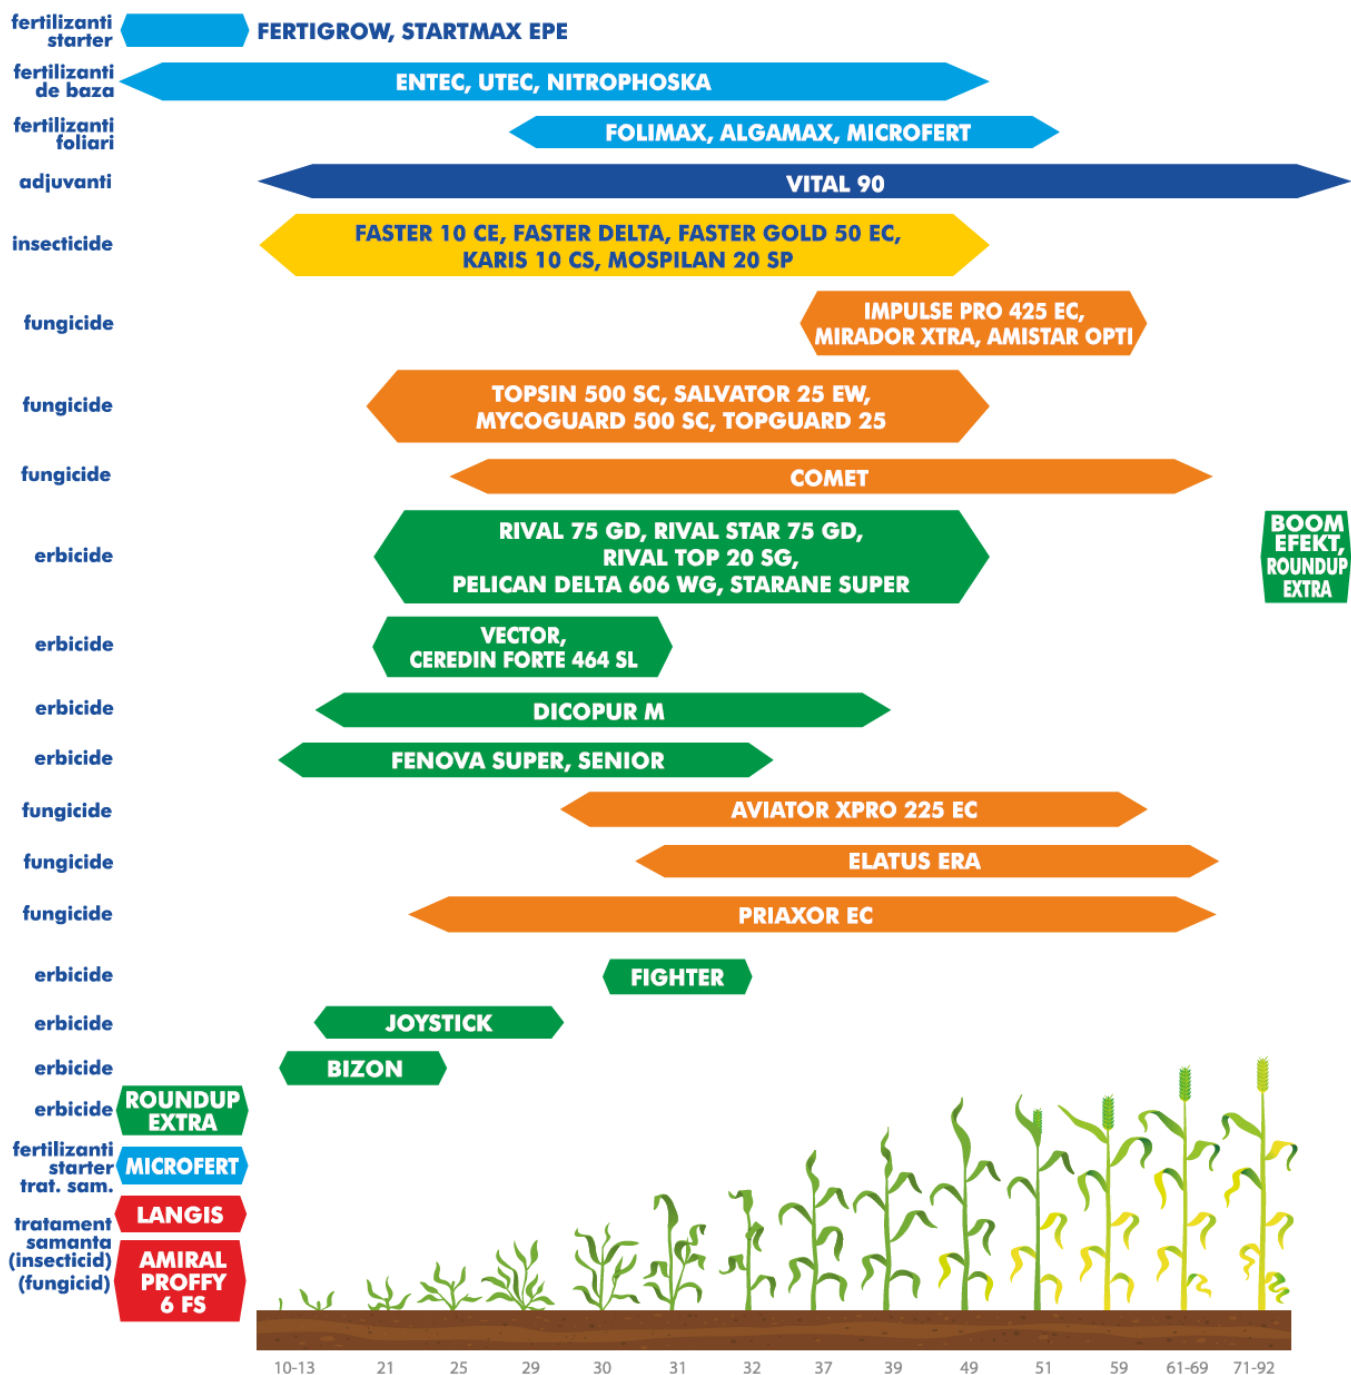 fertilizanti
starter
FERTIGROW, STARTMAX EPE
fertilizanti
de baza
ENTEC, UTEC, NITROPHOSKA
fertilizanti
foliari
FOLIMAX, ALGAMAX, MICROFERT
adjuvanti
VITAL 90
insecticide
FASTER 10 CE, FASTER DELTA, FASTER GOLD 50 EC,
KARIS 10 CS, MOSPILAN 20 SP
fungicide
IMPULSE PRO 425 EC,
MIRADOR XTRA, AMISTAR OPTI
fungicide
TOPSIN 500 SC, SALVATOR 25 EW,
MYCOGUARD 500 SC, TOPGUARD 25
fungicide
COMET
erbicide
RIVAL 75 GD, RIVAL STAR 75 GD,
RIVAL TOP 20 SG,
PELICAN DELTA 606 WG, STARANE SUPER
BOOM
EFEKT,
ROUNDUP
EXTRA
erbicide
VECTOR,
CEREDIN FORTE 464 SL
erbicide
DICOPUR M
erbicide
FENOVA SUPER, SENIOR
fungicide
AVIATOR XPRO 225 EC
fungicide
ELATUS ERA
fungicide
PRIAXOR EC
erbicide
FIGHTER
erbicide
JOYSTICK
erbicide
BIZON
erbicide
ROUNDUP
EXTRA
fertilizanti
starter
trat. sam.
MICROFERT
tratament
samanta
(insecticid)
(fungicid)
LANGIS
AMIRAL
PROFFY
6 FS
10-13 21 25 29 30 31 32 37 39 49 51 59 61-69 71-92